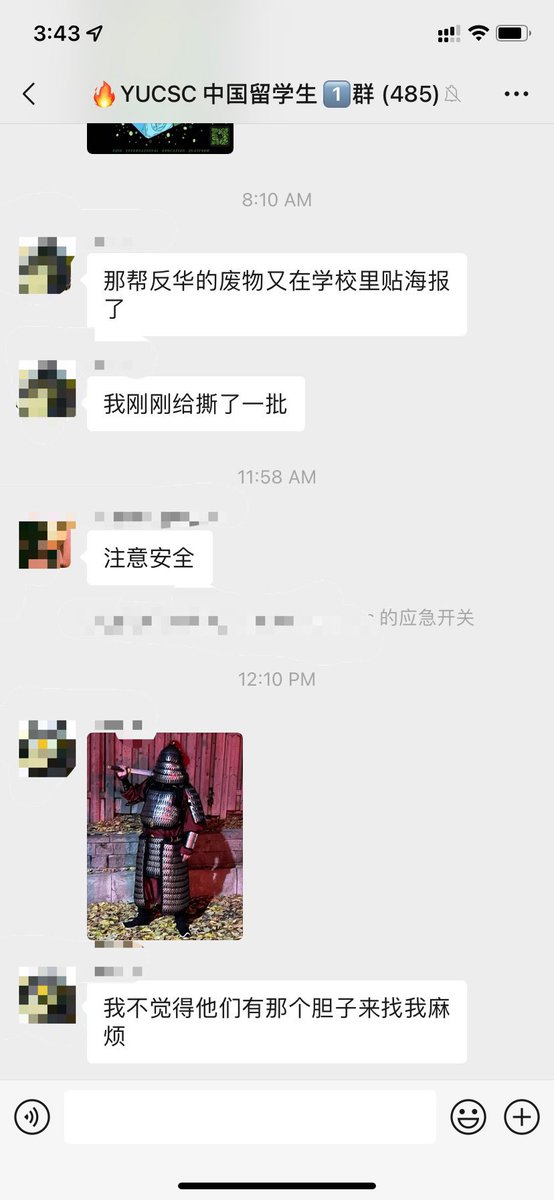 3:43
🔥YUCSC 中国留学生 1️⃣群 (485)
8:10 AM
那帮反华的废物又在学校里贴海报
了
我刚刚给撕了一批
11:58 AM
注意安全
的应急开关
12:10 PM
我不觉得他们有那个胆子来找我麻
烦